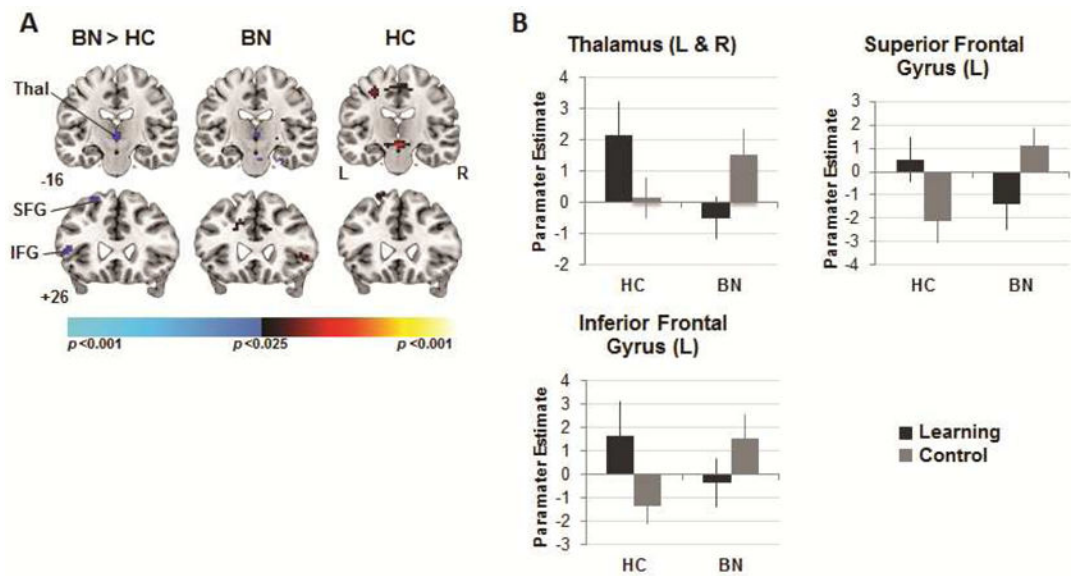 A
BN > HC BN HC
Thal
L R
-16
SFG
IFG
+26
p <0.001 p <0.025 p <0.001
B
Thalamus (L & R)
Paramater Estimate
4
3
2
1
0
-1
-2
HC BN
Superior Frontal
Gyrus (L)
Paramater Estimate
3
2
1
0
-1
-2
-3
-4
HC BN
Inferior Frontal
Gyrus (L)
Paramater Estimate
4
3
2
1
0
-1
-2
-3
HC BN
Learning
Control